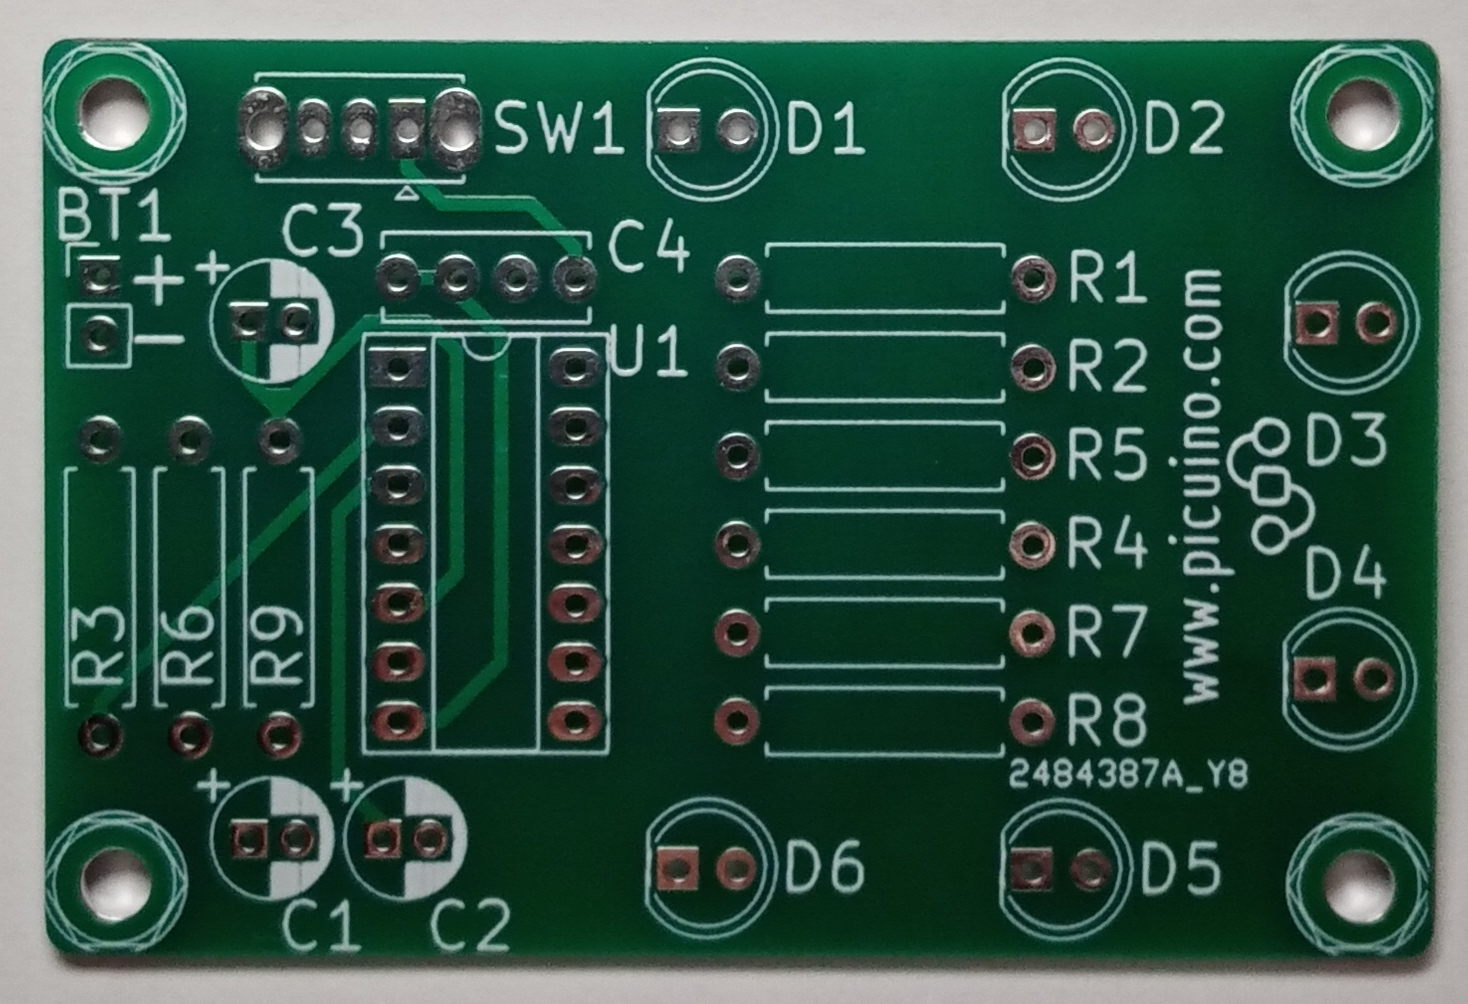 SW1
D1
D2
BT1
+
-
+
C3
C4
U1
R1
R2
R5
R4
R7
R8
R3
R6
R9
www.picuino.com
D3
D4
2484387A_Y8
+
C1
+
C2
D6
D5